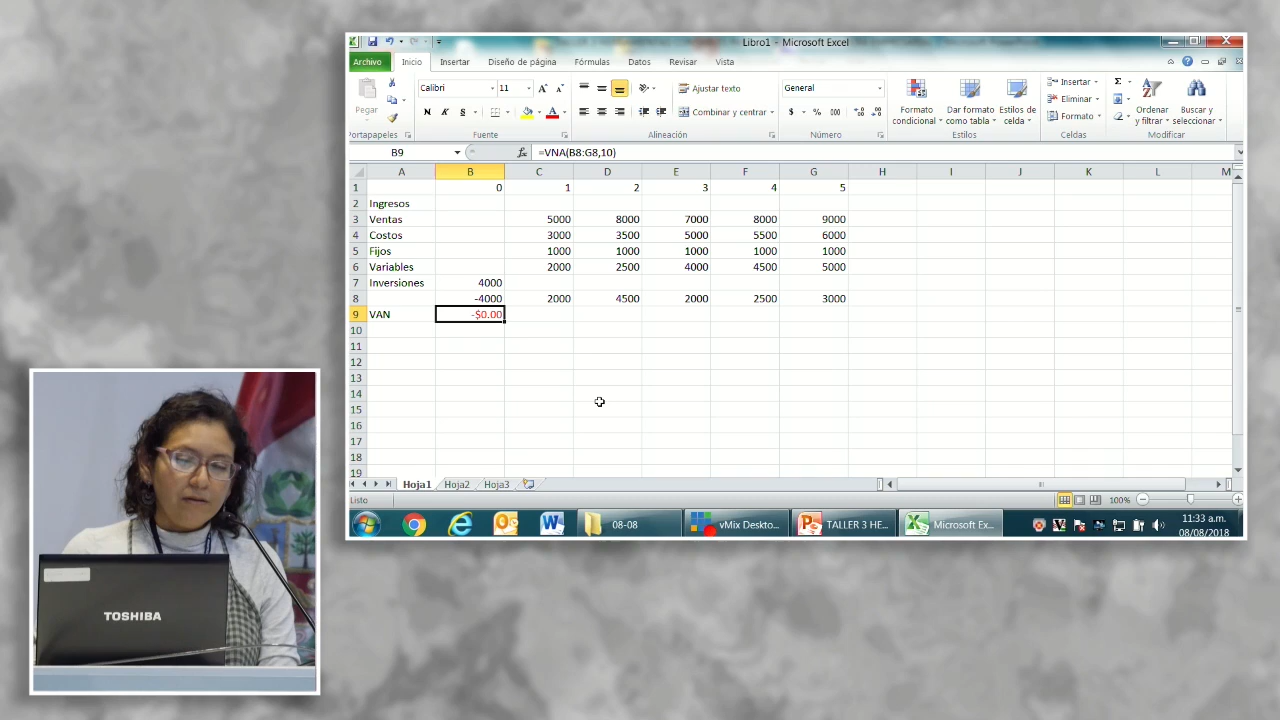 Libro1 - Microsoft Excel
Archivo Inicio Insertar Diseño de página Fórmulas Datos Revisar Vista
Calibri 11 Ajustar texto General Insertar
Pegar Formato condicional Dar formato como tabla Estilos de celda Eliminar Ordenar y filtrar Buscar y seleccionar
N K S Combinar y centrar $ % 000 Formato
Portapapeles Fuente Alineación Número Estilos Celdas Modificar
B9 fx =VNA(B8:G8,10)
A B C D E F G H I J K L M
1 0 1 2 3 4 5
2 Ingresos
3 Ventas 5000 8000 7000 8000 9000
4 Costos 3000 3500 5000 5500 6000
5 Fijos 1000 1000 1000 1000 1000
6 Variables 2000 2500 4000 4500 5000
7 Inversiones 4000
8 -4000 2000 4500 2000 2500 3000
9 VAN -$0.00
10
11
12
13
14
15
16
17
18
19
Hoja1 Hoja2 Hoja3
Listo 100%
08-08 vMix Deskto... TALLER 3 HE... Microsoft Ex... 11:33 a.m.
08/08/2018
TOSHIBA